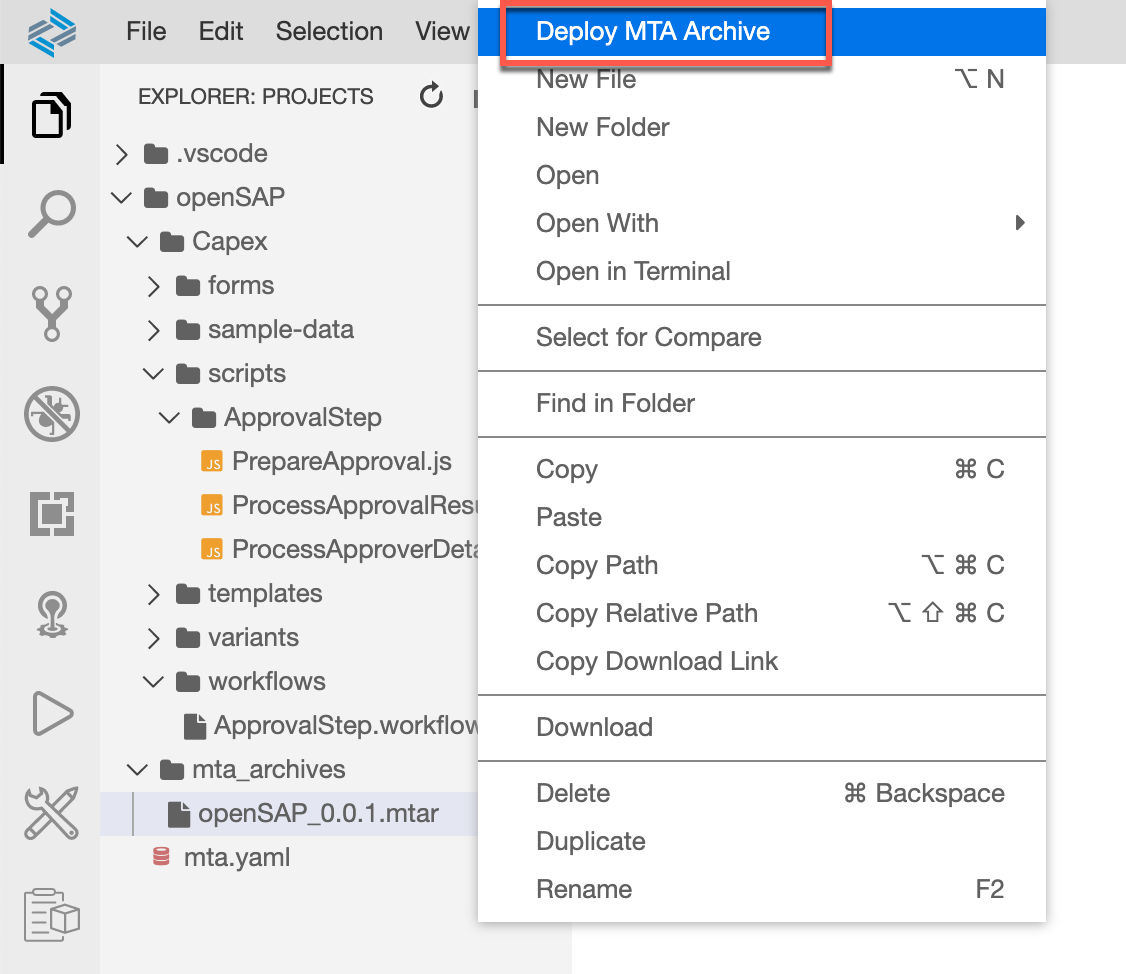 File Edit Selection View
EXPLORER: PROJECTS
.vscode
openSAP
Capex
forms
sample-data
scripts
ApprovalStep
JS PrepareApproval.js
JS ProcessApprovalResu
JS ProcessApproverDeta
templates
variants
workflows
ApprovalStep.workflow
mta_archives
openSAP_0.0.1.mtar
mta.yaml
Deploy MTA Archive
New File ⌥ N
New Folder
Open
Open With
Open in Terminal
Select for Compare
Find in Folder
Copy ⌘ C
Paste
Copy Path ⌥ ⌘ C
Copy Relative Path ⌥ ⇧ ⌘ C
Copy Download Link
Download
Delete ⌘ Backspace
Duplicate
Rename F2